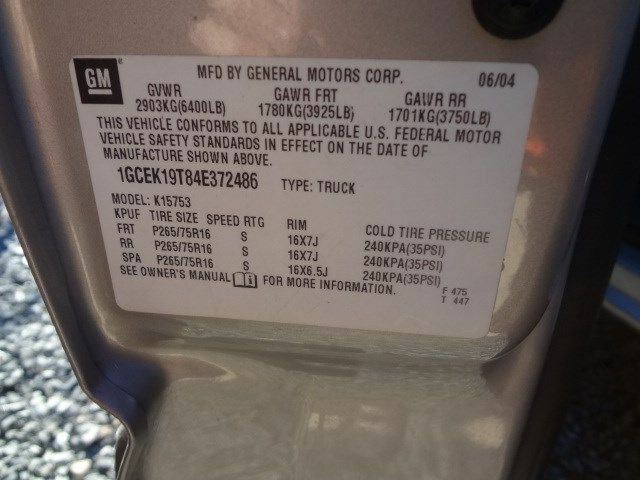 GM
MFD BY GENERAL MOTORS CORP. 06/04
GVWR GAWR FRT GAWR RR
2903KG(6400LB) 1780KG(3925LB) 1701KG(3750LB)
THIS VEHICLE CONFORMS TO ALL APPLICABLE U.S. FEDERAL MOTOR
VEHICLE SAFETY STANDARDS IN EFFECT ON THE DATE OF
MANUFACTURE SHOWN ABOVE.
1GCEK19T84E372486 TYPE: TRUCK
MODEL: K15753
KPUF TIRE SIZE SPEED RTG RIM COLD TIRE PRESSURE
FRT P265/75R16 S 16X7J 240KPA(35PSI)
RR P265/75R16 S 16X7J 240KPA(35PSI)
SPA P265/75R16 S 16X6.5J 240KPA(35PSI)
SEE OWNER'S MANUAL FOR MORE INFORMATION.
F 475
T 447